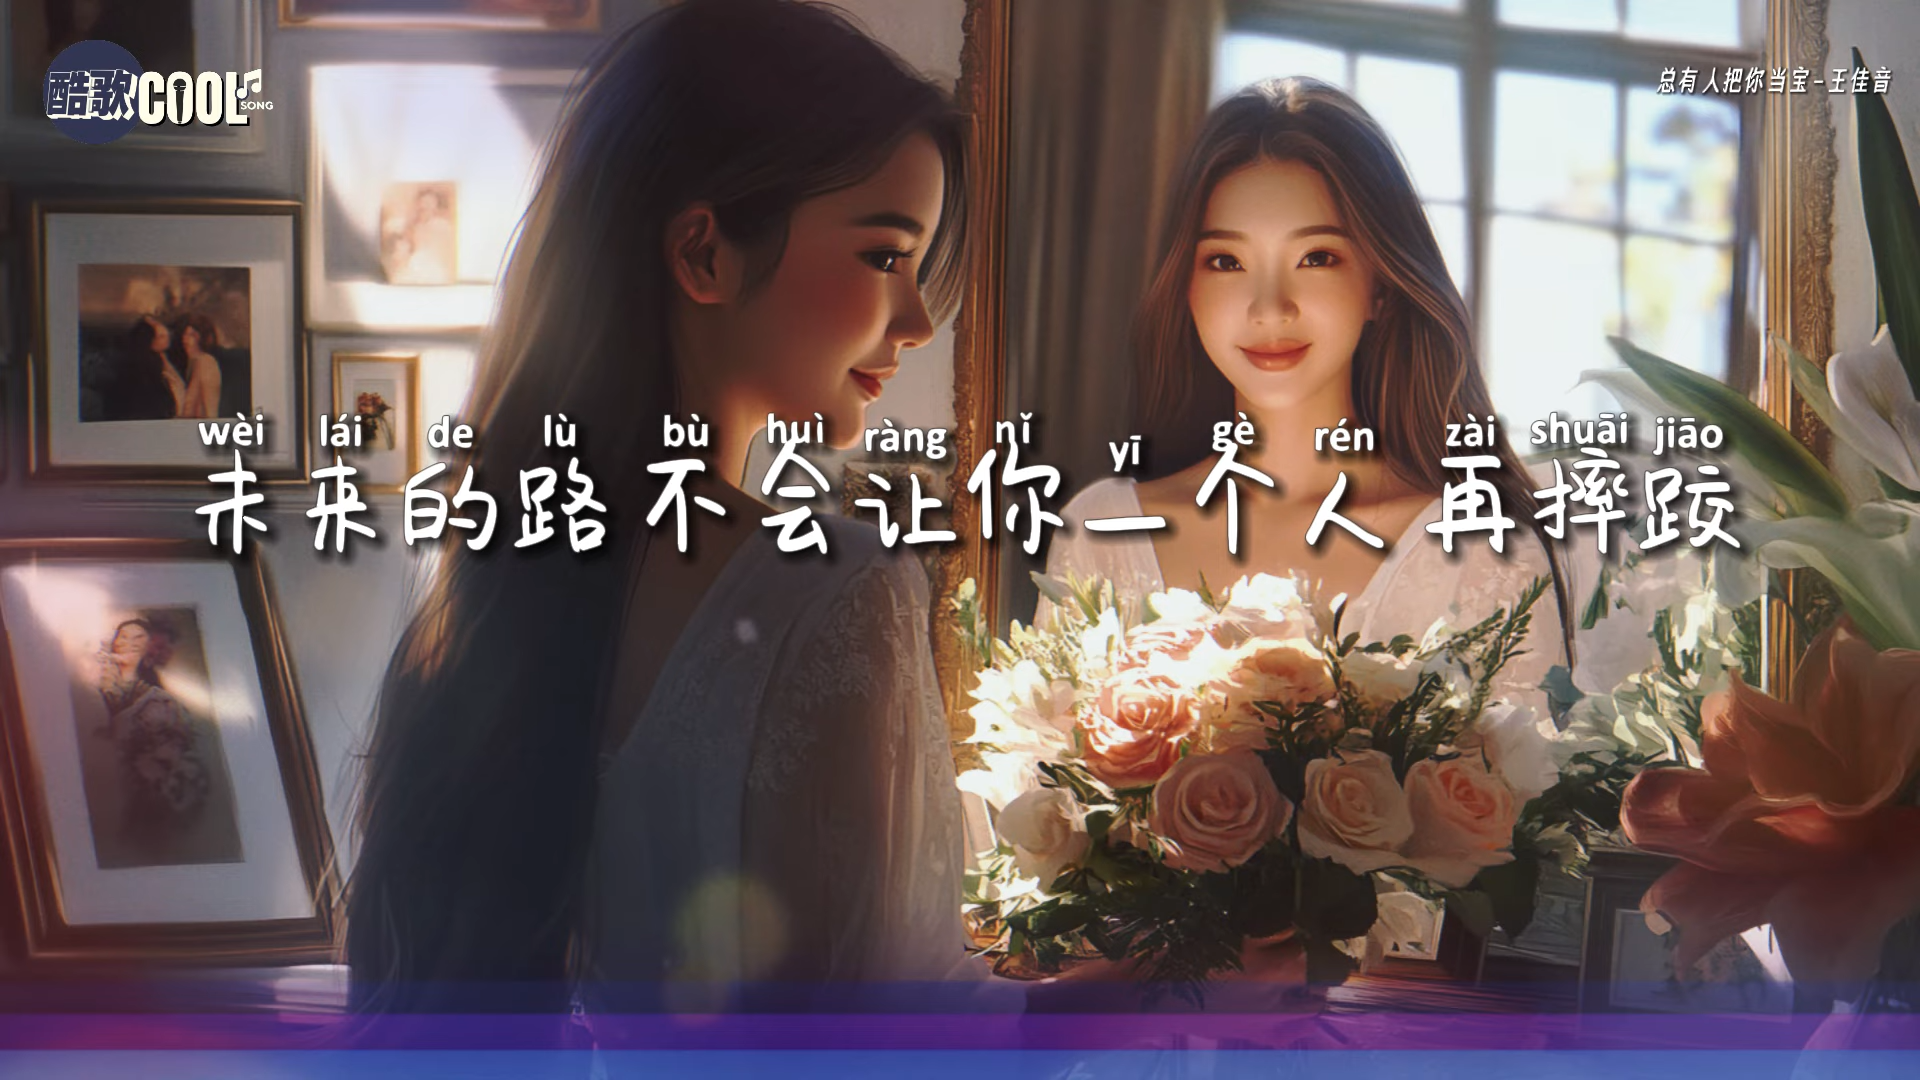 酷歌COOL
SONG
总有人把你当宝-王佳音
wèi lái de lù bù huì ràng nǐ yī gè rén zài shuāi jiāo
未来的路 不会让你一个人 再摔跤